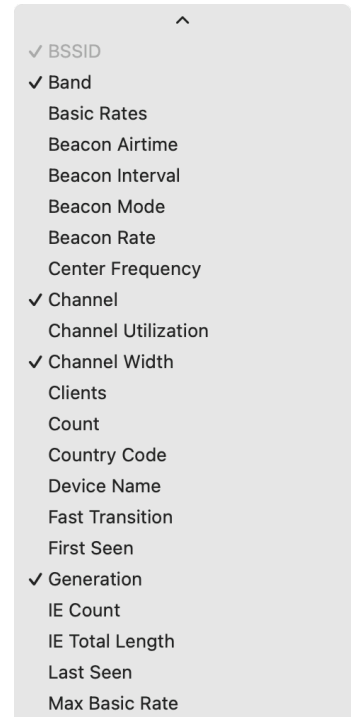 ✓ BSSID
✓ Band
Basic Rates
Beacon Airtime
Beacon Interval
Beacon Mode
Beacon Rate
Center Frequency
✓ Channel
Channel Utilization
✓ Channel Width
Clients
Count
Country Code
Device Name
Fast Transition
First Seen
✓ Generation
IE Count
IE Total Length
Last Seen
Max Basic Rate